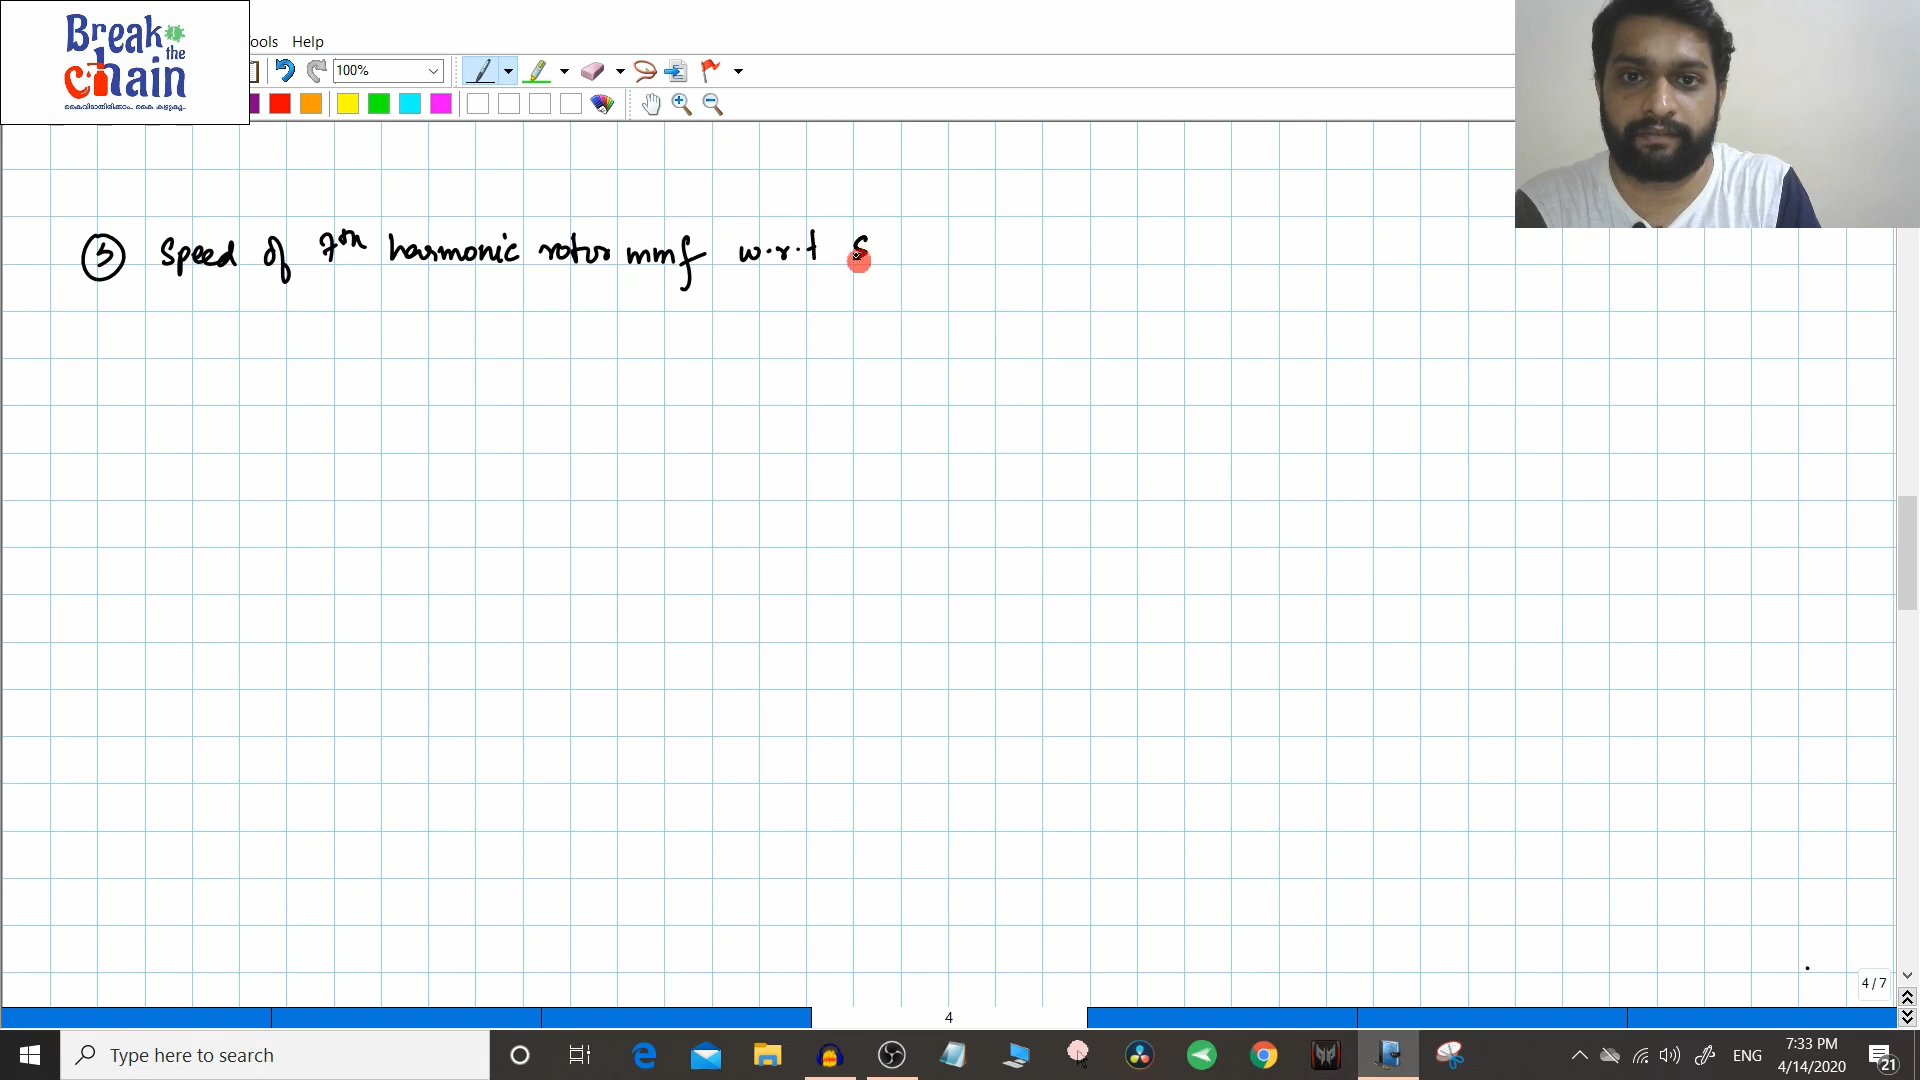 Break
the
chain
കൈവിടാതിരിക്കാം.. കൈ കഴുകൂ..
ools Help
100%
③ Speed of 7th harmonic rotor mmf w.r.t S
4 / 7
4
Type here to search
ENG
7:33 PM
4/14/2020
21